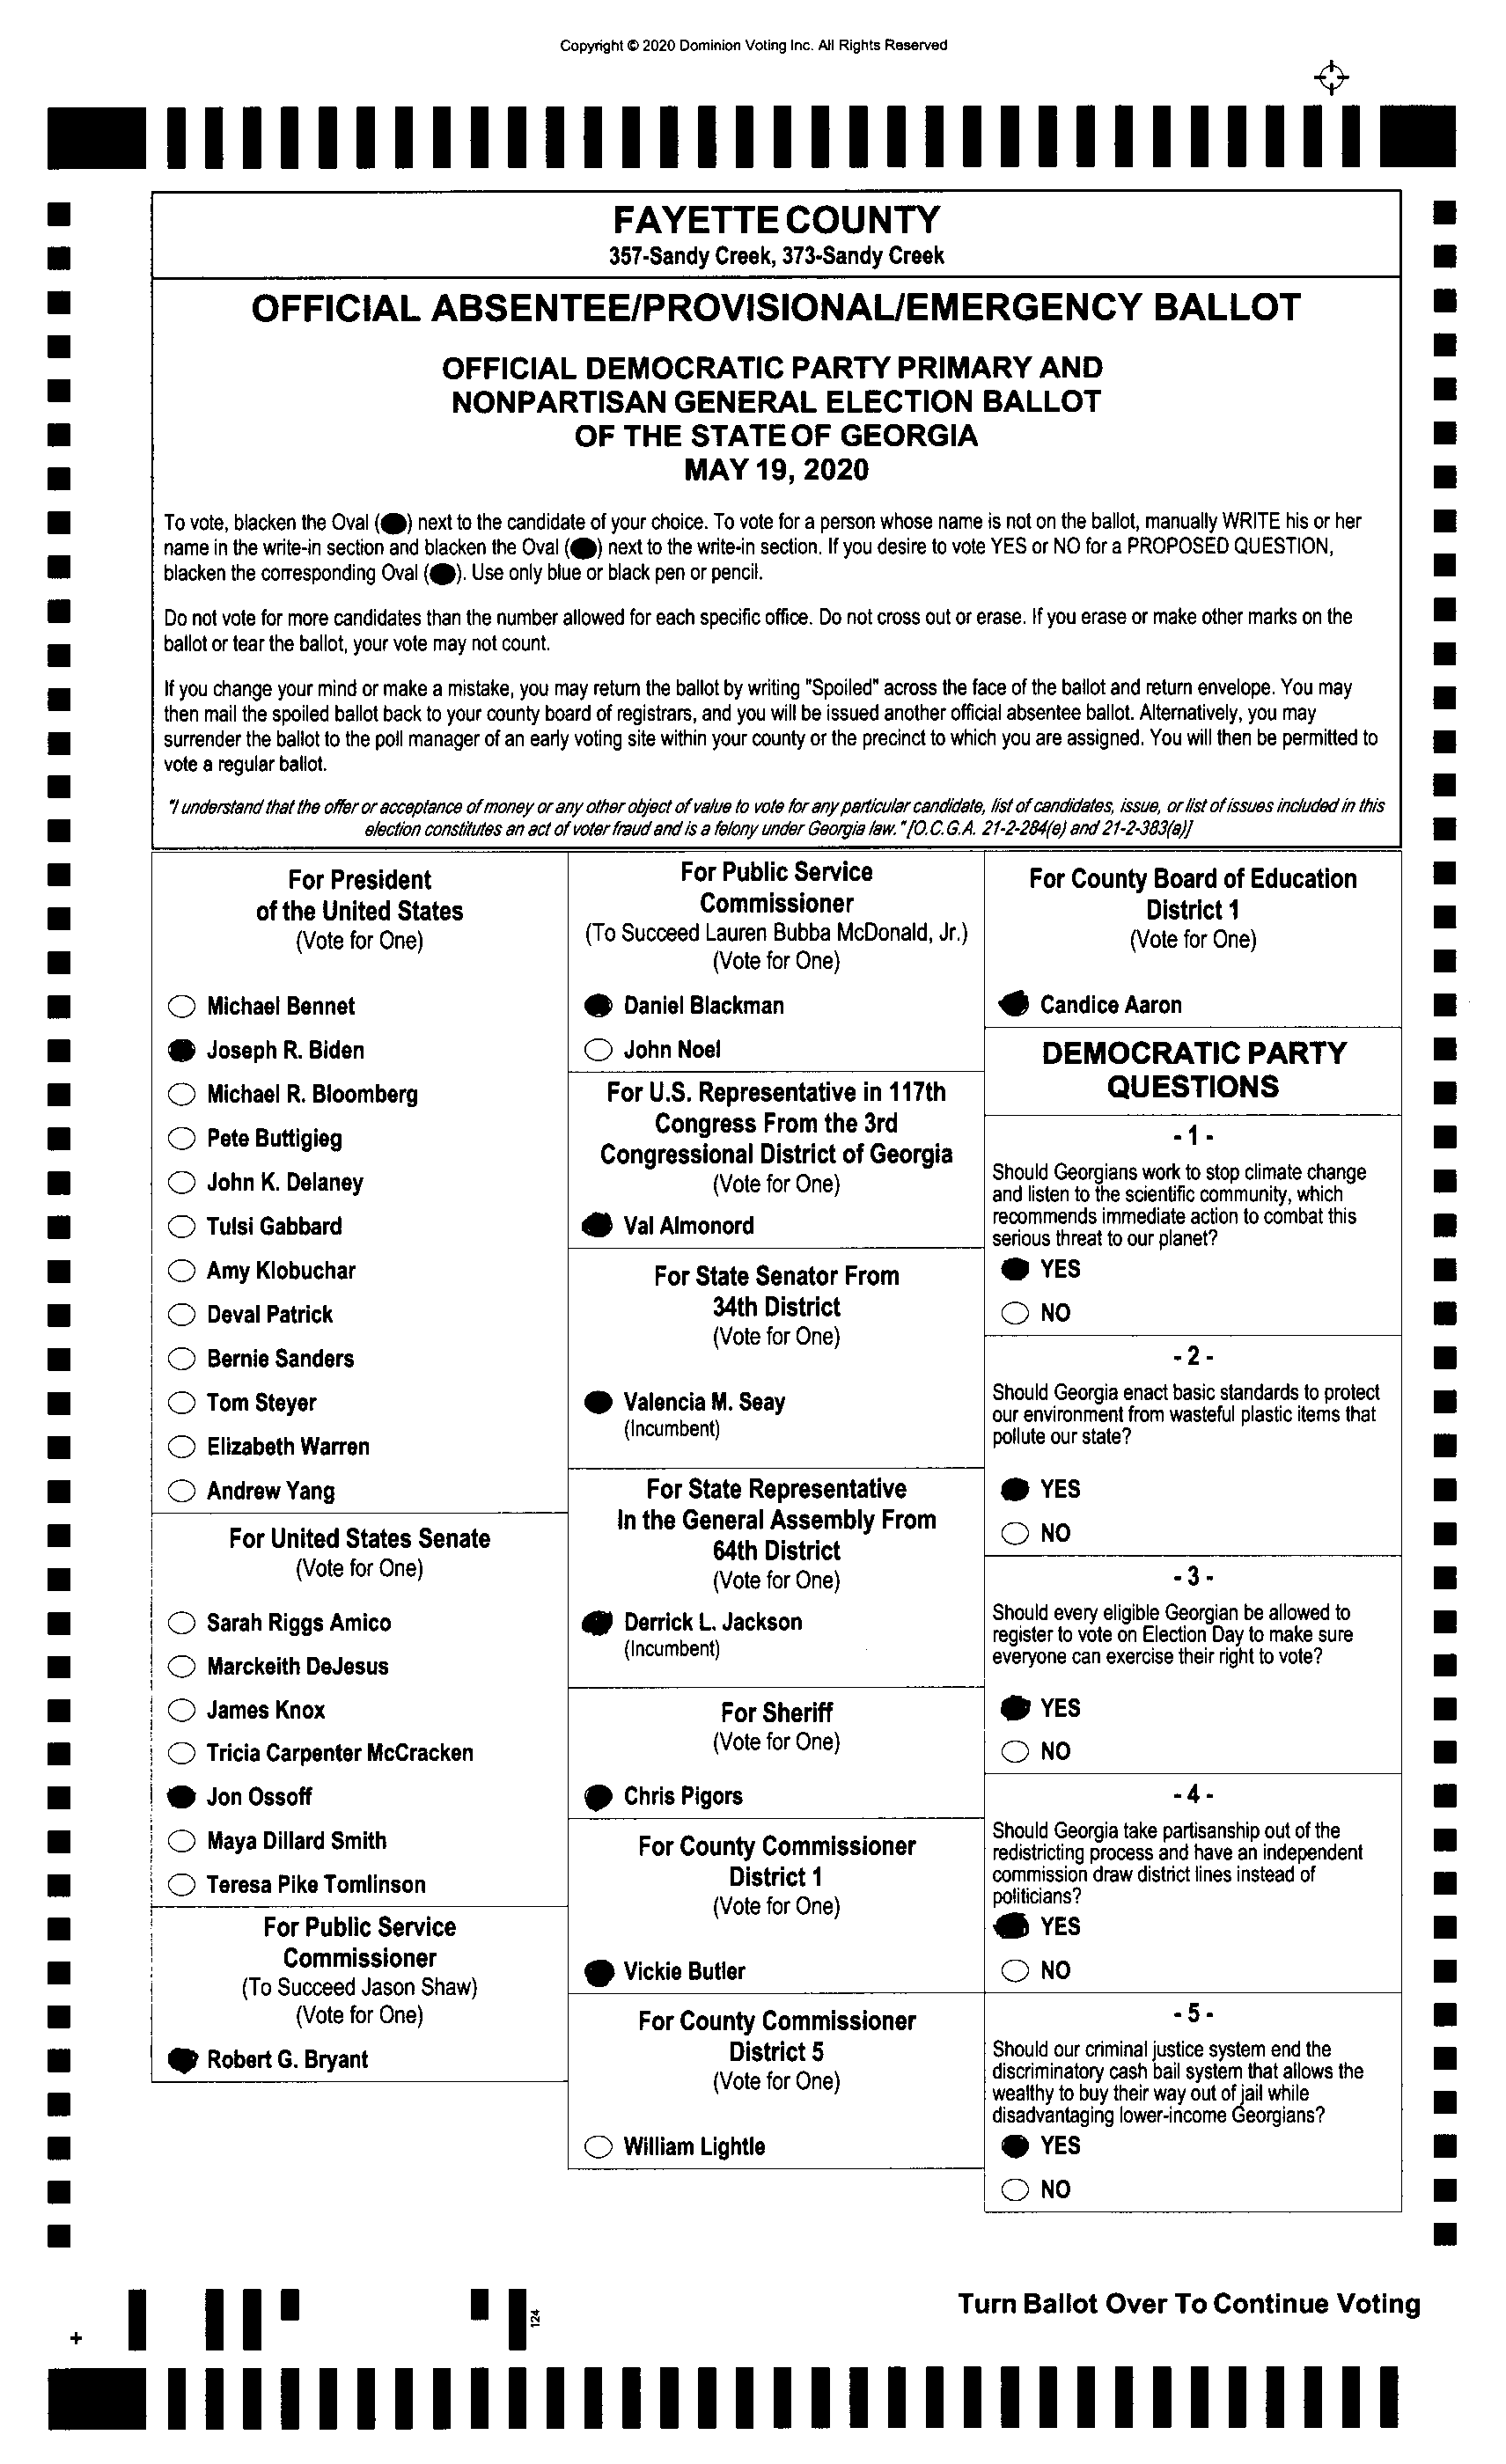 Copyright © 2020 Dominion Voting Inc. All Rights Reserved
FAYETTE COUNTY
357-Sandy Creek, 373-Sandy Creek
OFFICIAL ABSENTEE/PROVISIONAL/EMERGENCY BALLOT
OFFICIAL DEMOCRATIC PARTY PRIMARY AND
NONPARTISAN GENERAL ELECTION BALLOT
OF THE STATE OF GEORGIA
MAY 19, 2020
To vote, blacken the Oval ( ) next to the candidate of your choice. To vote for a person whose name is not on the ballot, manually WRITE his or her
name in the write-in section and blacken the Oval ( ) next to the write-in section. If you desire to vote YES or NO for a PROPOSED QUESTION,
blacken the corresponding Oval ( ). Use only blue or black pen or pencil.
Do not vote for more candidates than the number allowed for each specific office. Do not cross out or erase. If you erase or make other marks on the
ballot or tear the ballot, your vote may not count.
If you change your mind or make a mistake, you may return the ballot by writing "Spoiled" across the face of the ballot and return envelope. You may
then mail the spoiled ballot back to your county board of registrars, and you will be issued another official absentee ballot. Alternatively, you may
surrender the ballot to the poll manager of an early voting site within your county or the precinct to which you are assigned. You will then be permitted to
vote a regular ballot.
"I understand that the offer or acceptance of money or any other object of value to vote for any particular candidate, list of candidates, issue, or list of issues included in this
election constitutes an act of voter fraud and is a felony under Georgia law." [O.C.G.A. 21-2-284(e) and 21-2-383(a)]
For President
of the United States
(Vote for One)
Michael Bennet
Joseph R. Biden
Michael R. Bloomberg
Pete Buttigieg
John K. Delaney
Tulsi Gabbard
Amy Klobuchar
Deval Patrick
Bernie Sanders
Tom Steyer
Elizabeth Warren
Andrew Yang
For United States Senate
(Vote for One)
Sarah Riggs Amico
Marckeith DeJesus
James Knox
Tricia Carpenter McCracken
Jon Ossoff
Maya Dillard Smith
Teresa Pike Tomlinson
For Public Service
Commissioner
(To Succeed Jason Shaw)
(Vote for One)
Robert G. Bryant
For Public Service
Commissioner
(To Succeed Lauren Bubba McDonald, Jr.)
(Vote for One)
Daniel Blackman
John Noel
For U.S. Representative in 117th
Congress From the 3rd
Congressional District of Georgia
(Vote for One)
Val Almonord
For State Senator From
34th District
(Vote for One)
Valencia M. Seay
(Incumbent)
For State Representative
In the General Assembly From
64th District
(Vote for One)
Derrick L. Jackson
(Incumbent)
For Sheriff
(Vote for One)
Chris Pigors
For County Commissioner
District 1
(Vote for One)
Vickie Butler
For County Commissioner
District 5
(Vote for One)
William Lightle
For County Board of Education
District 1
(Vote for One)
Candice Aaron
DEMOCRATIC PARTY
QUESTIONS
- 1 -
Should Georgians work to stop climate change
and listen to the scientific community, which
recommends immediate action to combat this
serious threat to our planet?
YES
NO
- 2 -
Should Georgia enact basic standards to protect
our environment from wasteful plastic items that
pollute our state?
YES
NO
- 3 -
Should every eligible Georgian be allowed to
register to vote on Election Day to make sure
everyone can exercise their right to vote?
YES
NO
- 4 -
Should Georgia take partisanship out of the
redistricting process and have an independent
commission draw district lines instead of
politicians?
YES
NO
- 5 -
Should our criminal justice system end the
discriminatory cash bail system that allows the
wealthy to buy their way out of jail while
disadvantaging lower-income Georgians?
YES
NO
124
Turn Ballot Over To Continue Voting
+